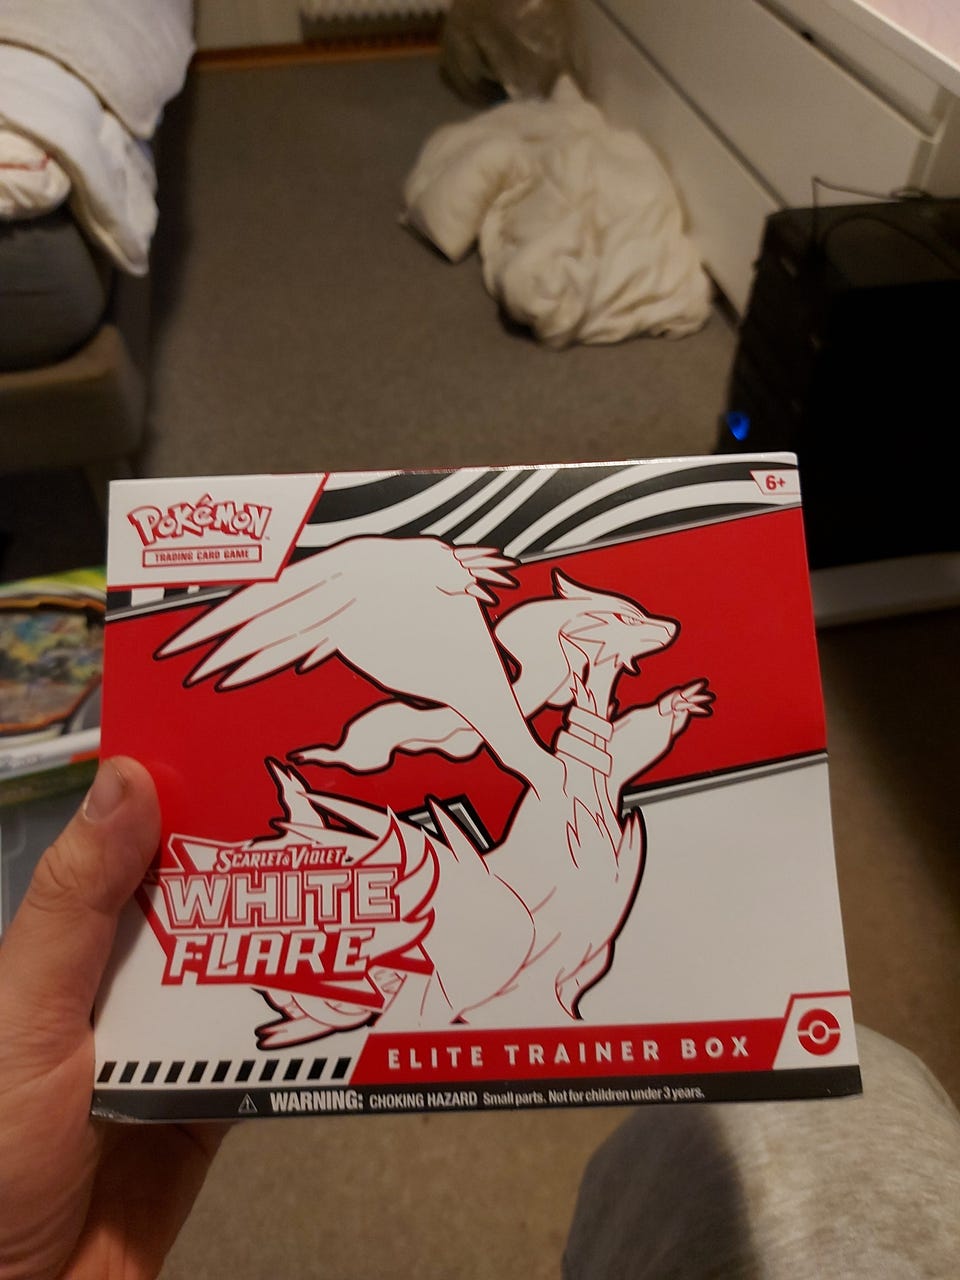 6+
POKéMON
TRADING CARD GAME
SCARLET & VIOLET
WHITE
FLARE
ELITE TRAINER BOX
WARNING: CHOKING HAZARD Small parts. Not for children under 3 years.